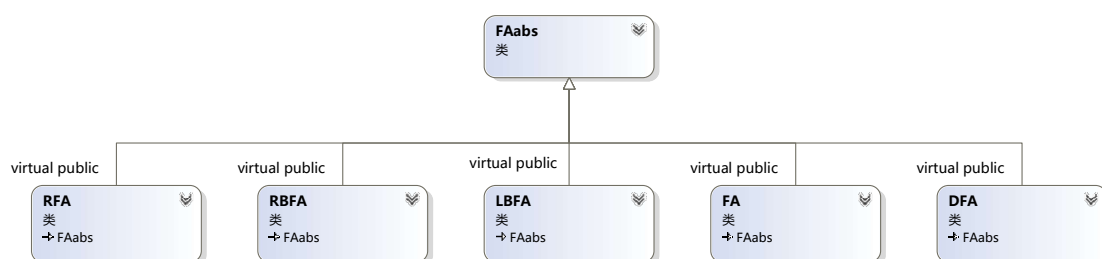 FAabs
类
virtual public
virtual public
virtual public
virtual public
virtual public
RFA
类
FAabs
RBFA
类
FAabs
LBFA
类
FAabs
FA
类
FAabs
DFA
类
FAabs